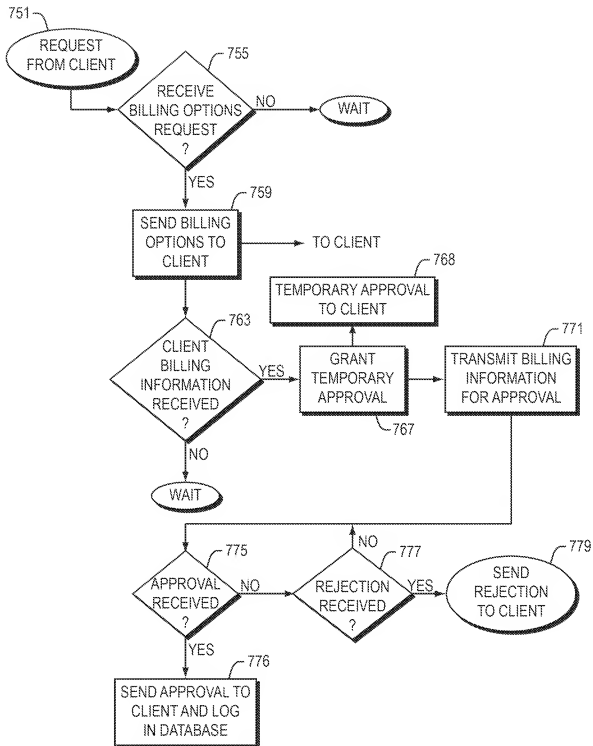 751
REQUEST
FROM CLIENT
755
RECEIVE
BILLING OPTIONS
REQUEST
?
NO
WAIT
YES
759
SEND BILLING
OPTIONS TO
CLIENT
TO CLIENT
768
TEMPORARY APPROVAL
TO CLIENT
763
CLIENT
BILLING
INFORMATION
RECEIVED
?
YES
GRANT
TEMPORARY
APPROVAL
767
771
TRANSMIT BILLING
INFORMATION
FOR APPROVAL
NO
WAIT
775
APPROVAL
RECEIVED
?
NO
777
REJECTION
RECEIVED
?
NO
YES
779
SEND
REJECTION
TO CLIENT
YES
776
SEND APPROVAL TO
CLIENT AND LOG
IN DATABASE